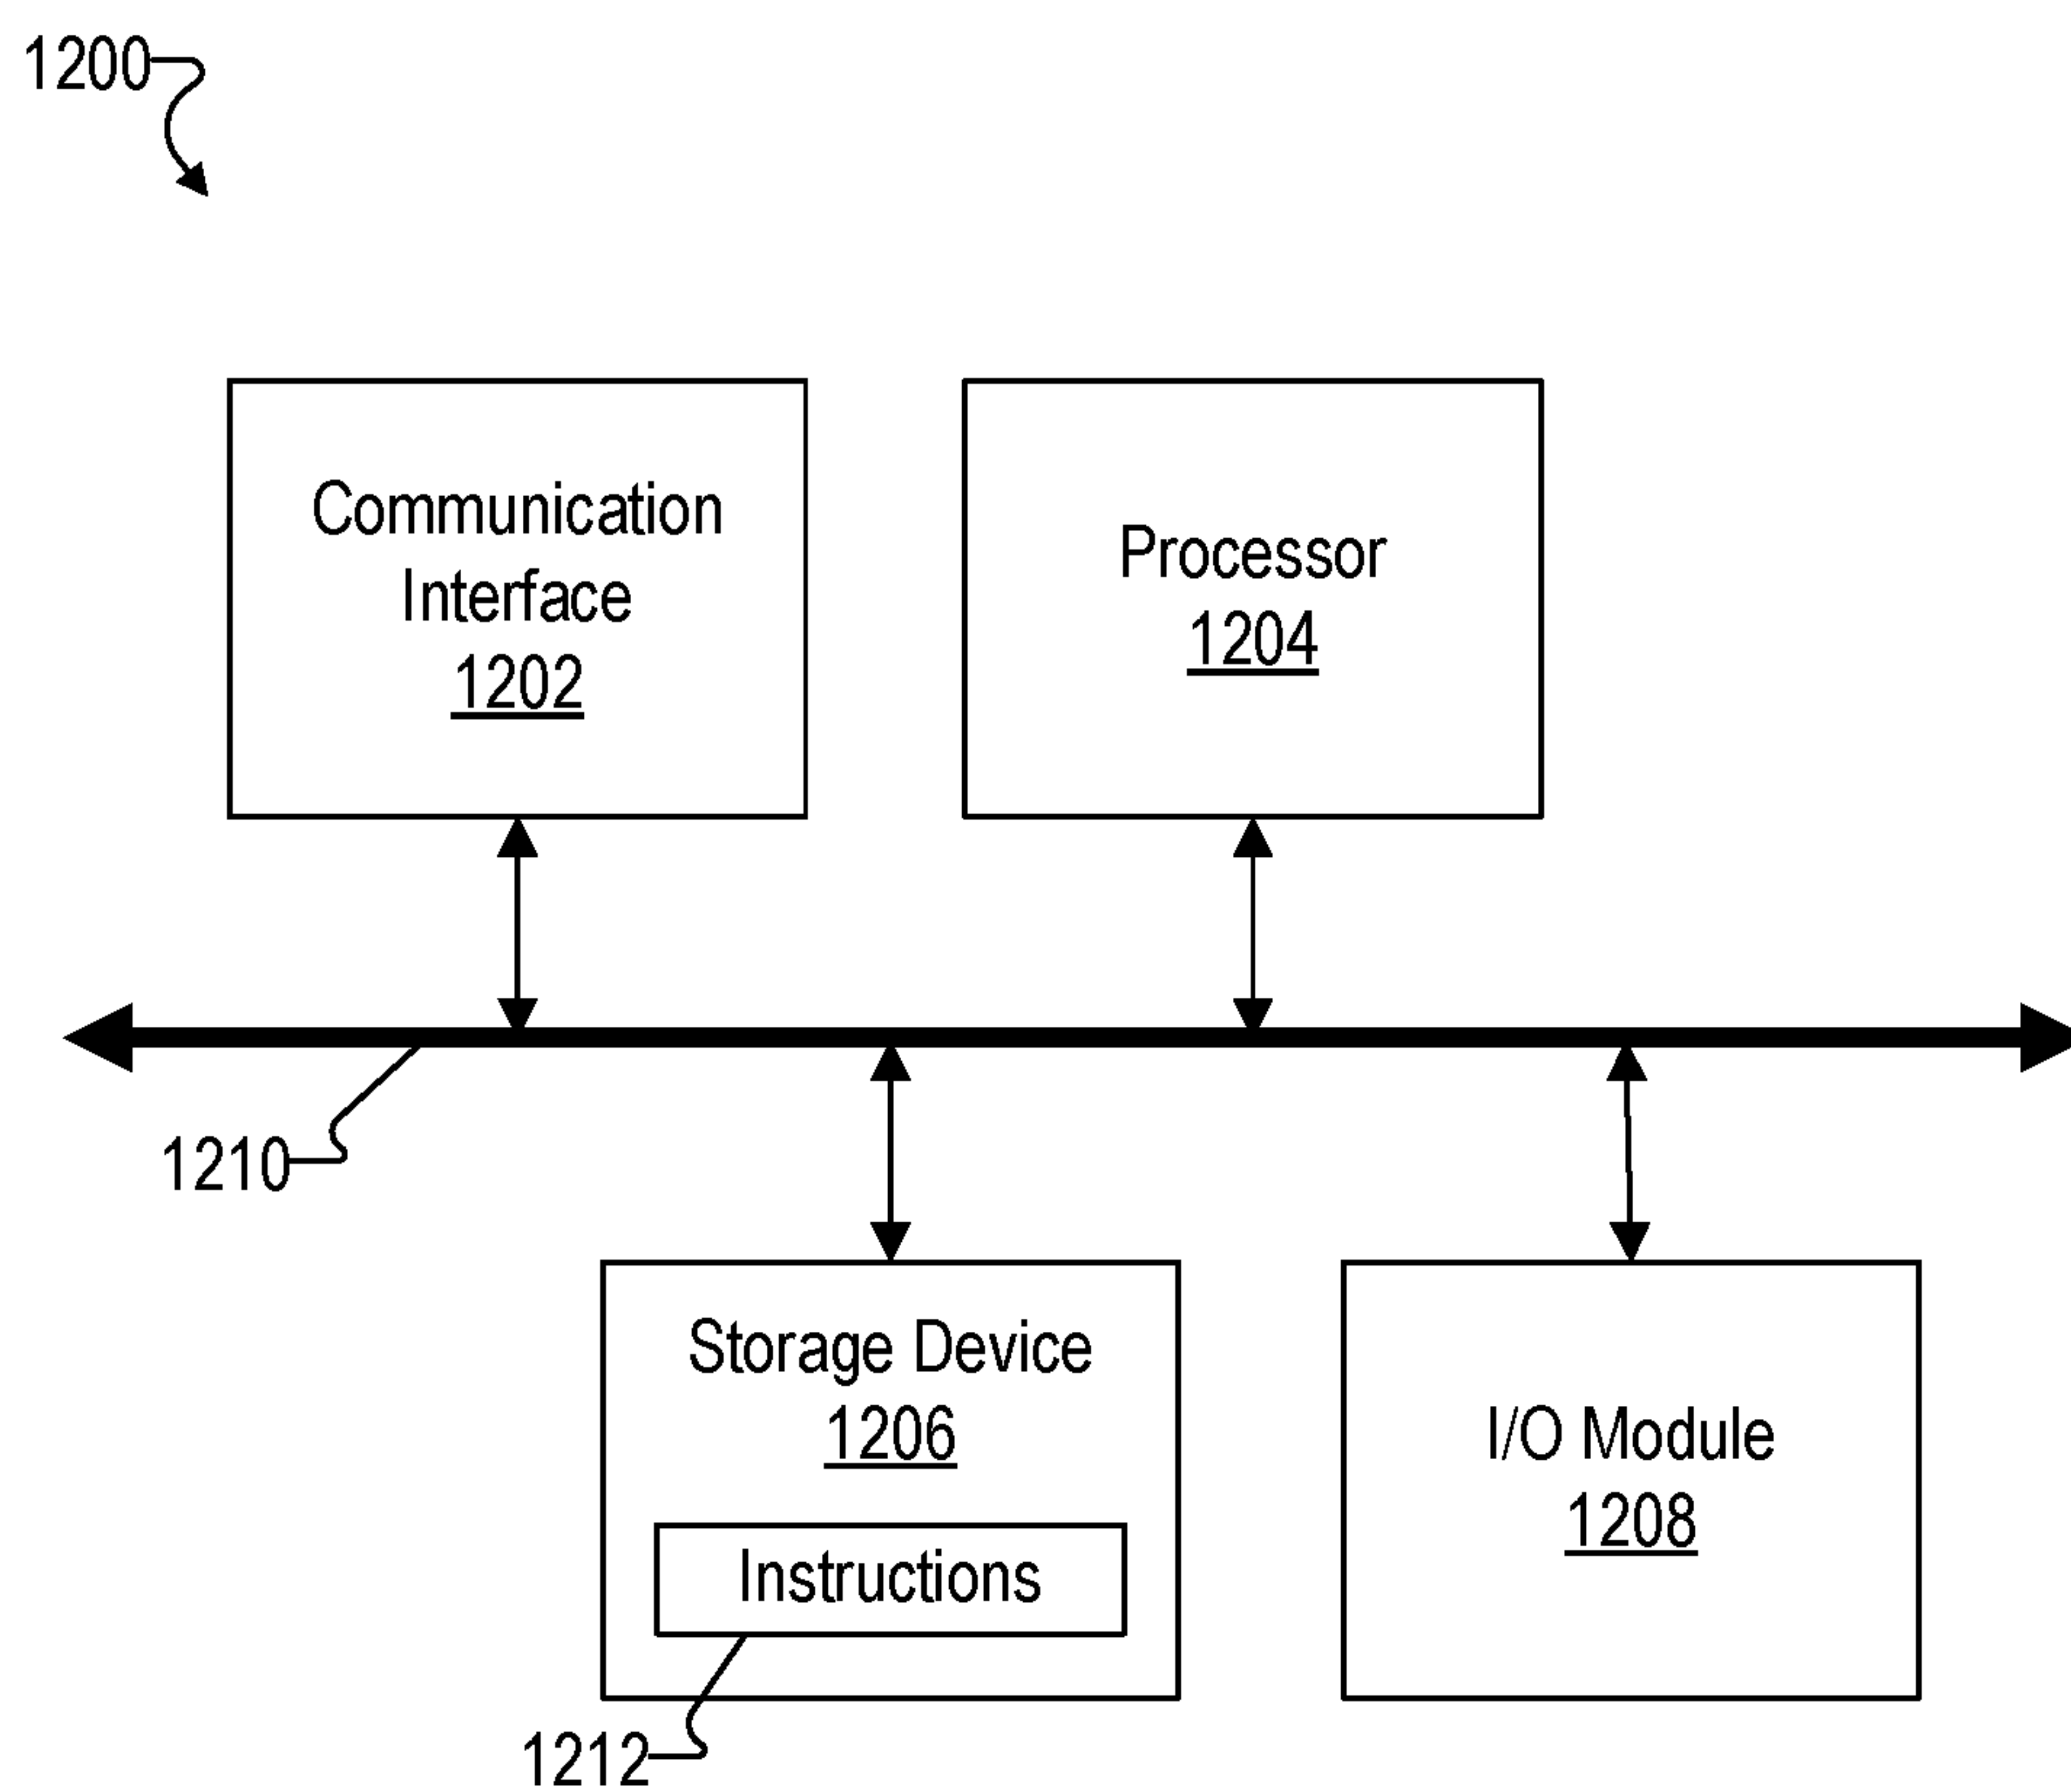 1200
Communication
Interface
1202
Processor
1204
1210
Storage Device
1206
Instructions
1212
I/O Module
1208